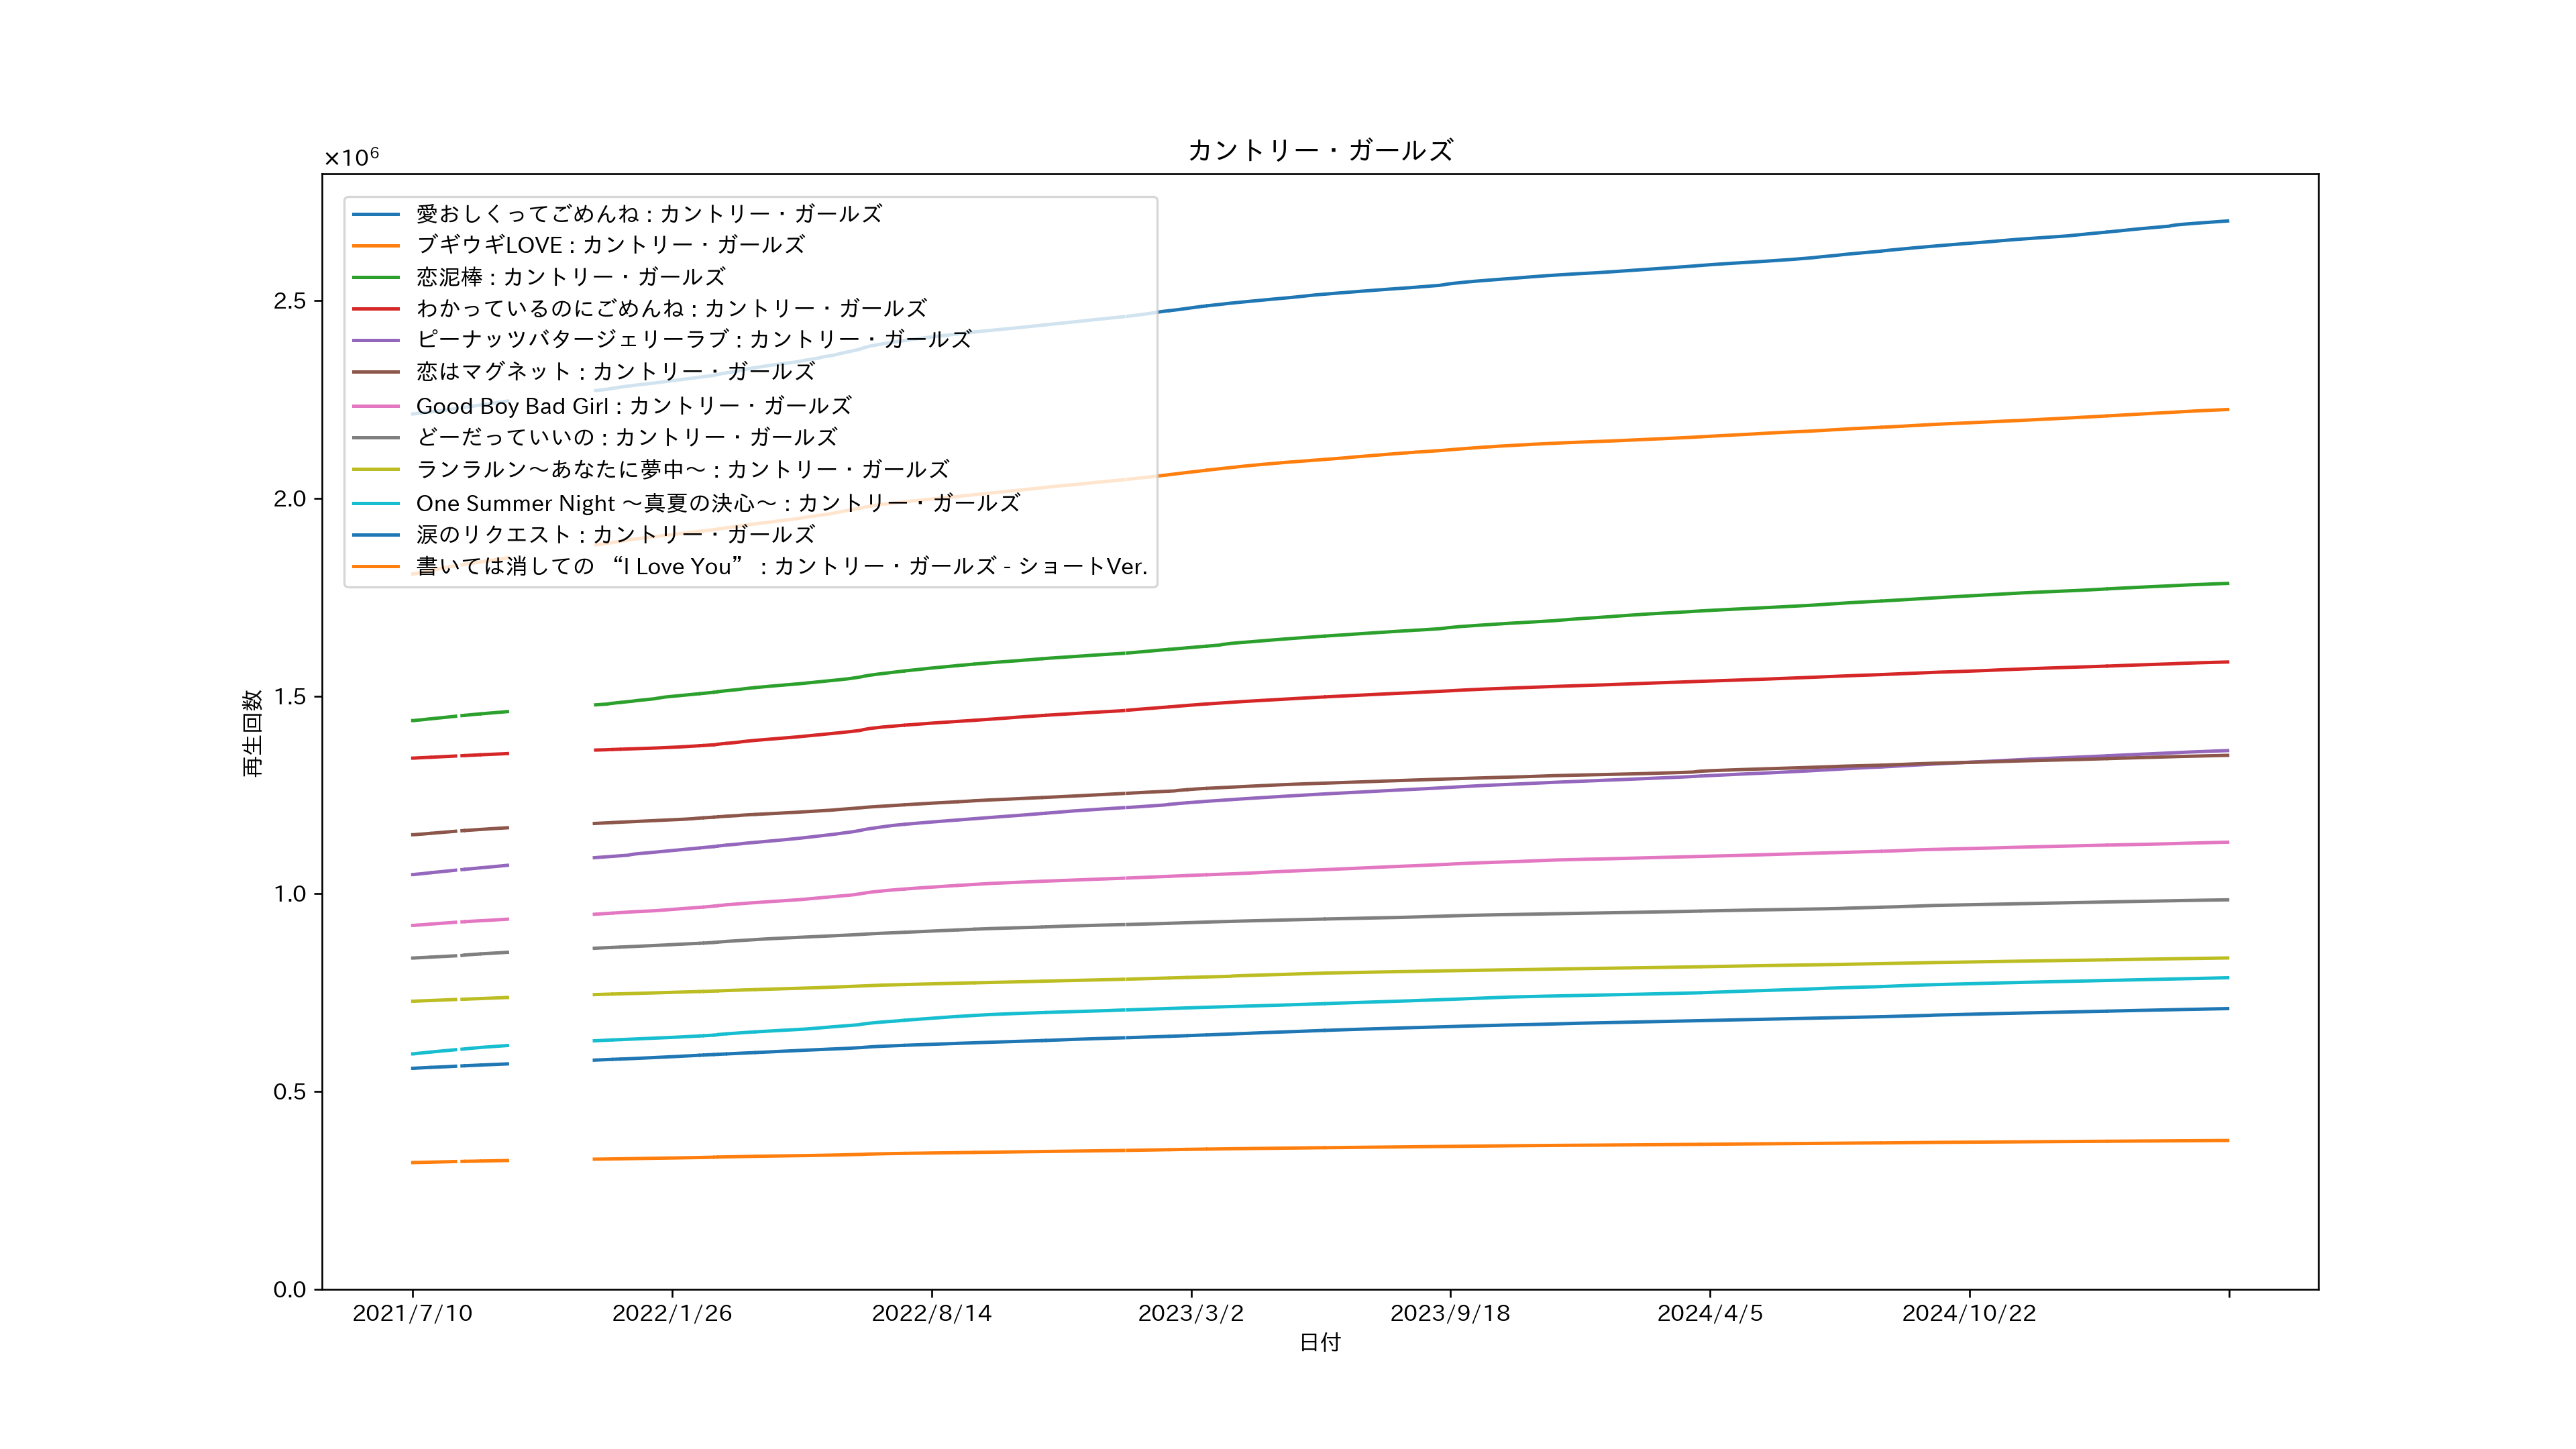 カントリー・ガールズ
×10⁶
愛おしくってごめんね : カントリー・ガールズ
ブギウギLOVE : カントリー・ガールズ
恋泥棒 : カントリー・ガールズ
わかっているのにごめんね : カントリー・ガールズ
ピーナッツバタージェリーラブ : カントリー・ガールズ
恋はマグネット : カントリー・ガールズ
Good Boy Bad Girl : カントリー・ガールズ
どーだっていいの : カントリー・ガールズ
ランラルン～あなたに夢中～ : カントリー・ガールズ
One Summer Night ～真夏の決心～ : カントリー・ガールズ
涙のリクエスト : カントリー・ガールズ
書いては消しての “I Love You” : カントリー・ガールズ - ショートVer.
2.5
2.0
1.5
1.0
0.5
0.0
再生回数
2021/7/10
2022/1/26
2022/8/14
2023/3/2
2023/9/18
2024/4/5
2024/10/22
日付